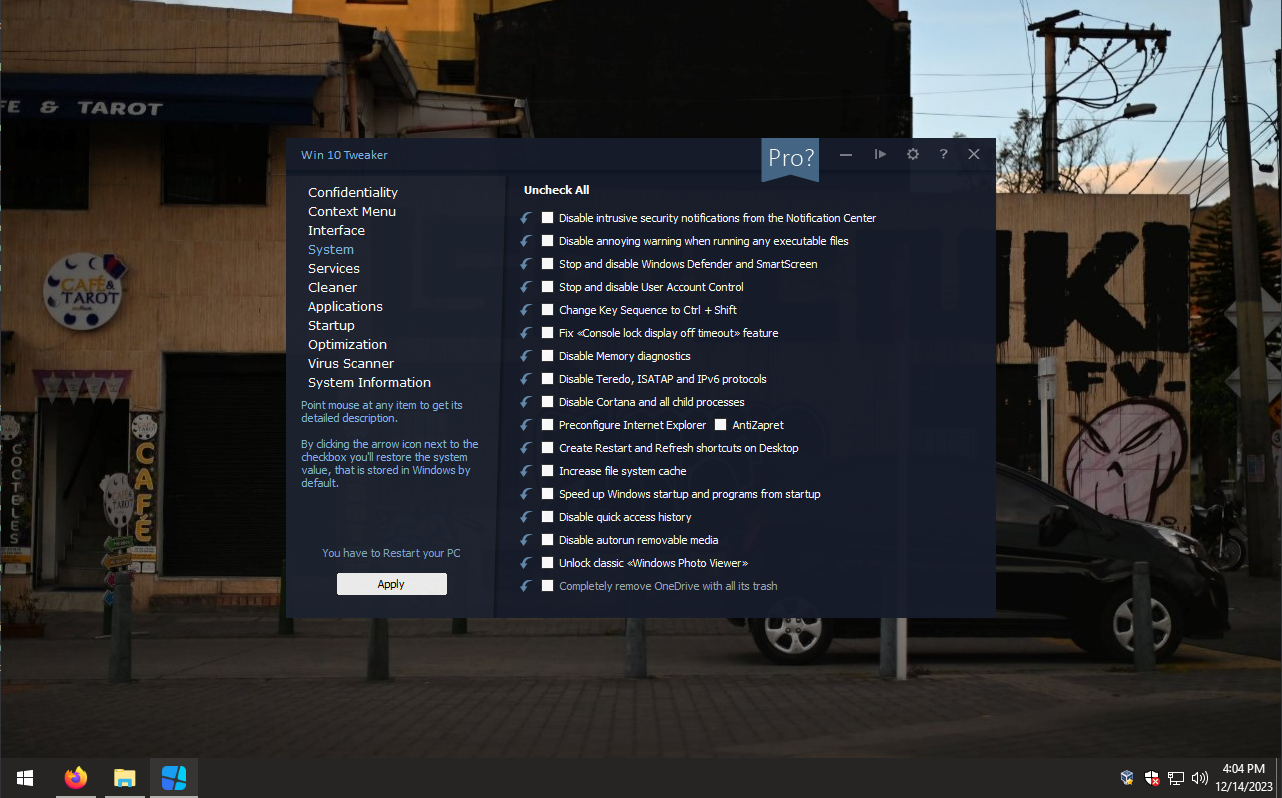 FE & TAROT
CAFÉ
& TAROT
COCTELES
CAFÉ
UKI
FV-
Win 10 Tweaker
Pro?
?
Confidentiality
Context Menu
Interface
System
Services
Cleaner
Applications
Startup
Optimization
Virus Scanner
System Information
Point mouse at any item to get its
detailed description.
By clicking the arrow icon next to the
checkbox you'll restore the system
value, that is stored in Windows by
default.
You have to Restart your PC
Apply
Uncheck All
Disable intrusive security notifications from the Notification Center
Disable annoying warning when running any executable files
Stop and disable Windows Defender and SmartScreen
Stop and disable User Account Control
Change Key Sequence to Ctrl + Shift
Fix «Console lock display off timeout» feature
Disable Memory diagnostics
Disable Teredo, ISATAP and IPv6 protocols
Disable Cortana and all child processes
Preconfigure Internet Explorer AntiZapret
Create Restart and Refresh shortcuts on Desktop
Increase file system cache
Speed up Windows startup and programs from startup
Disable quick access history
Disable autorun removable media
Unlock classic «Windows Photo Viewer»
Completely remove OneDrive with all its trash
4:04 PM
12/14/2023